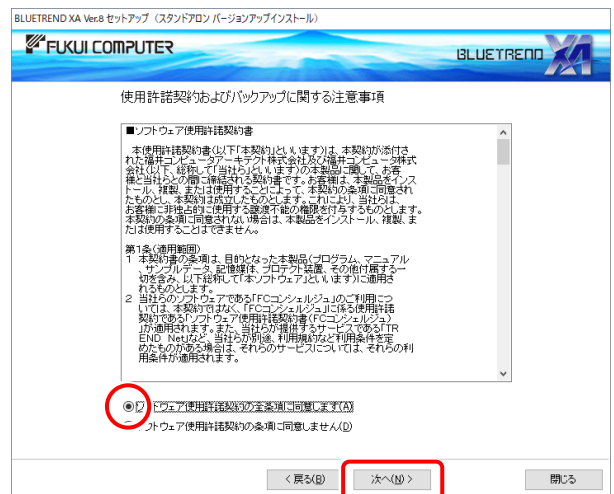 BLUETREND XA Ver.8 セットアップ（スタンドアロン バージョンアップインストール）
FUKUI COMPUTER
BLUETREND XA
使用許諾契約およびバックアップに関する注意事項
■ソフトウェア使用許諾契約書
本使用許諾契約書（以下「本契約」といいます）は、本契約が添付さ
れた福井コンピュータアーキテクト株式会社及び福井コンピュータ株式
会社（以下、総称して「当社ら」といいます）の本製品に関して、お客
様と当社らとの間に締結される契約書です。お客様は、本製品をインス
トール、複製、または使用することによって、本契約の条項に同意され
たものとし、本契約は成立したものとします。これにより、当社らは、
お客様に非独占的に使用する譲渡不能の権限を付与するものとします。
本契約の条項に同意されない場合は、本製品をインストール、複製、ま
たは使用することはできません。
第1条（適用範囲）
1 本契約書の条項は、目的となった本製品（プログラム、マニュアル
、サンプルデータ、記憶媒体、プロテクト装置、その他付属する一
切を含み、以下総称して「本ソフトウェア」といいます）に適用さ
れるものとします。
2 当社らのソフトウェアである「FCコンシェルジュ」のご利用につ
いては、本契約ではなく、「FCコンシェルジュ」に係る使用許諾
契約である「ソフトウェア使用許諾契約書（FCコンシェルジュ）
」が適用されます。また、当社らが提供するサービスである「TR
END Net」など、当社らが別途、利用規約など利用条件を定
めたものがある場合は、それらのサービスについては、それらの利
用条件が適用されます。
ソフトウェア使用許諾契約の全条項に同意します(A)
ソフトウェア使用許諾契約の条項に同意しません(D)
< 戻る(B) 次へ(N) > 閉じる